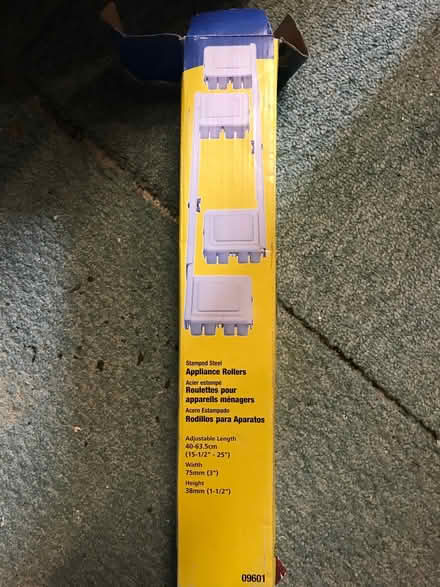 Stamped Steel
Appliance Rollers
Acier estampé
Roulettes pour
appareils ménagers
Acero Estampado
Rodillos para Aparatos
Adjustable Length
40-63.5cm
(15-1/2" - 25")
Width
75mm (3")
Height
38mm (1-1/2")
09601